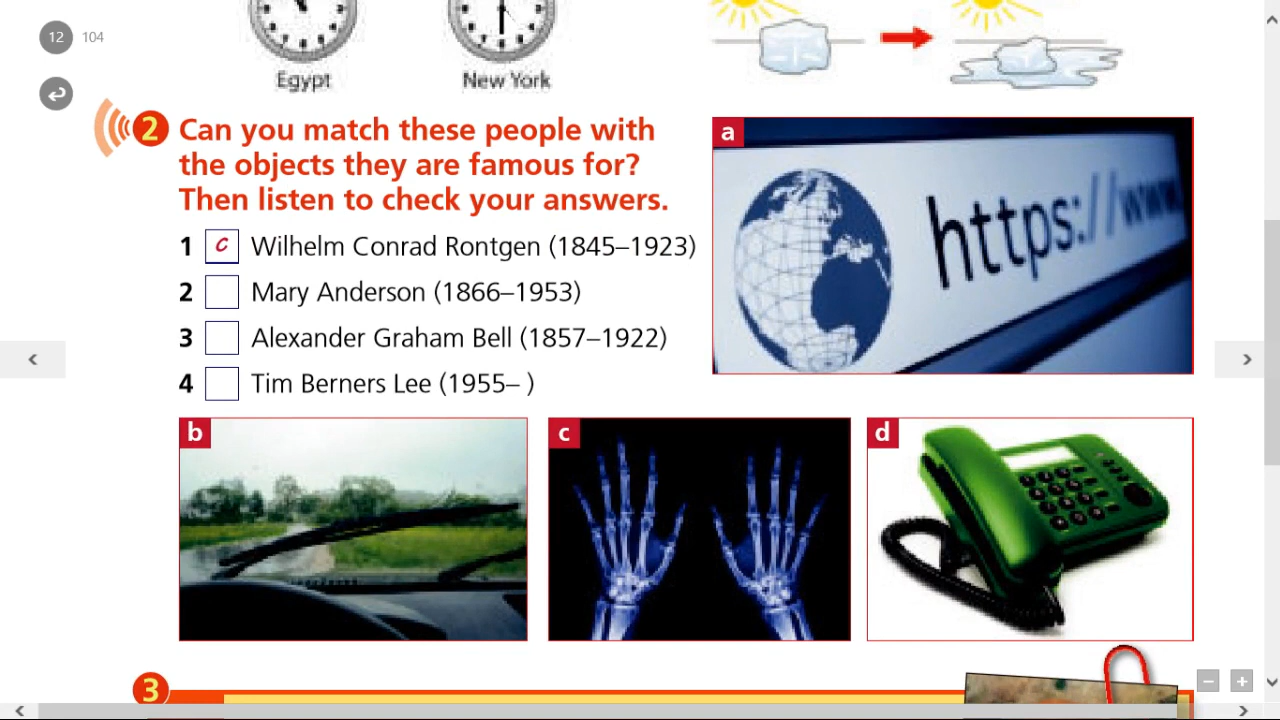 12 104
Egypt
New York
2 Can you match these people with
the objects they are famous for?
Then listen to check your answers.
1 c Wilhelm Conrad Rontgen (1845–1923)
2 Mary Anderson (1866–1953)
3 Alexander Graham Bell (1857–1922)
4 Tim Berners Lee (1955– )
a
https://www
b
c
d
3